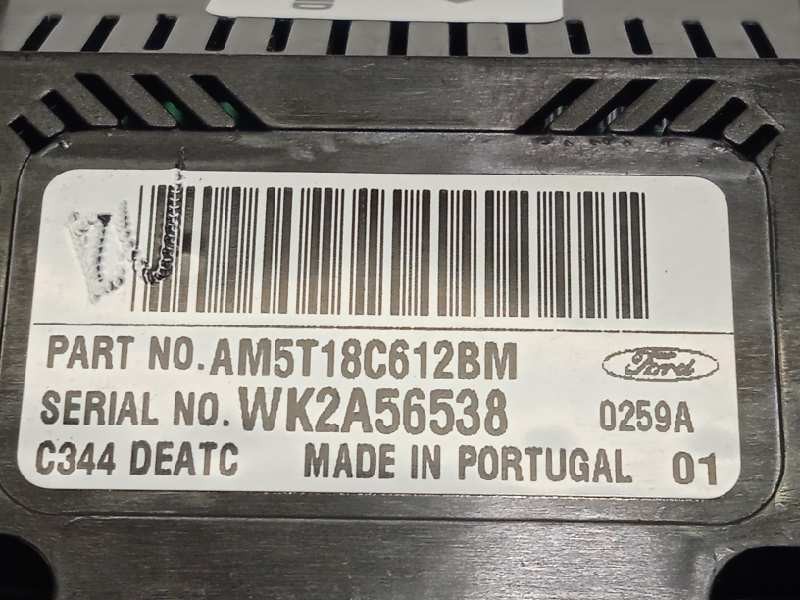 PART NO. AM5T18C612BM
Ford
SERIAL NO. WK2A56538
0259A
C344 DEATC MADE IN PORTUGAL 01